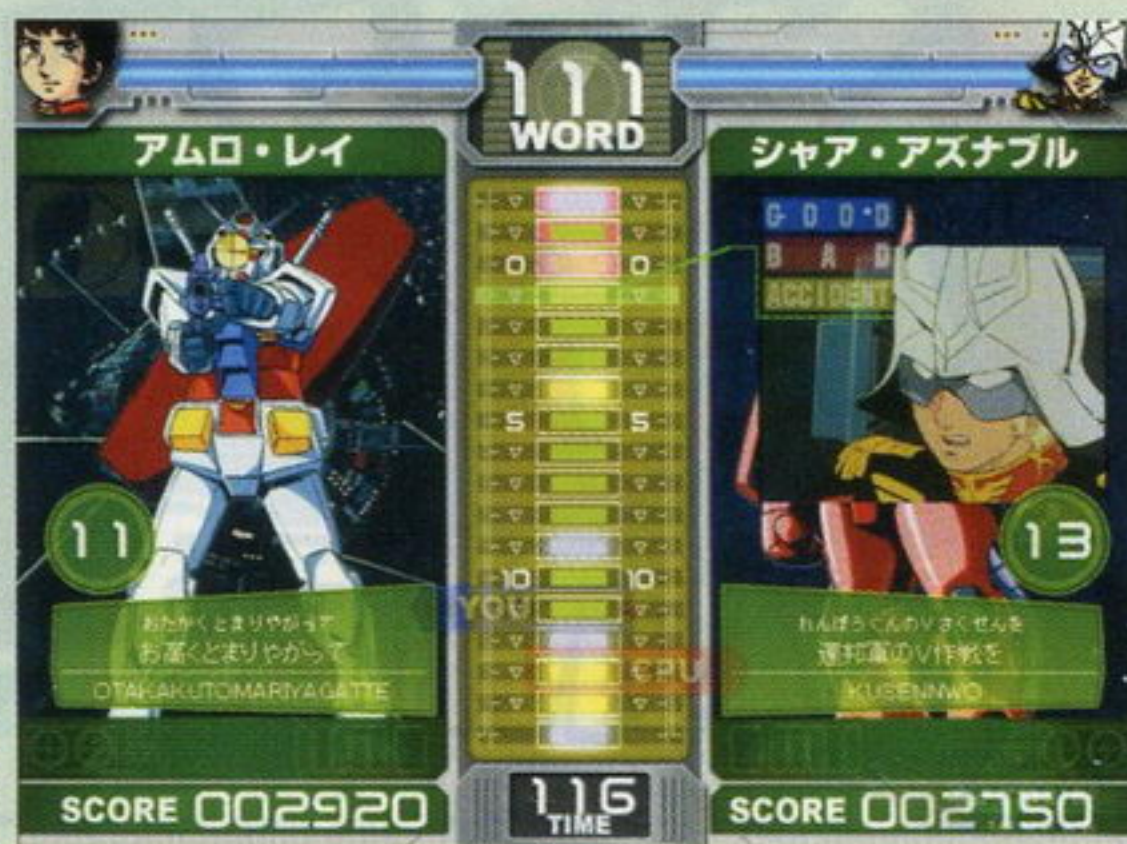 111
WORD
アムロ・レイ
シャア・アズナブル
GOOD
BAD
ACCIDENT
0 0
5 5
10 10
YOU
CPU
11
おたかくとまりやがって
お高くとまりやがって
OTAKAKUTOMARIYAGATTE
13
れんぽうぐんのVさくせんを
連邦軍のV作戦を
KUSENNWO
SCORE 002920
116
TIME
SCORE 002750